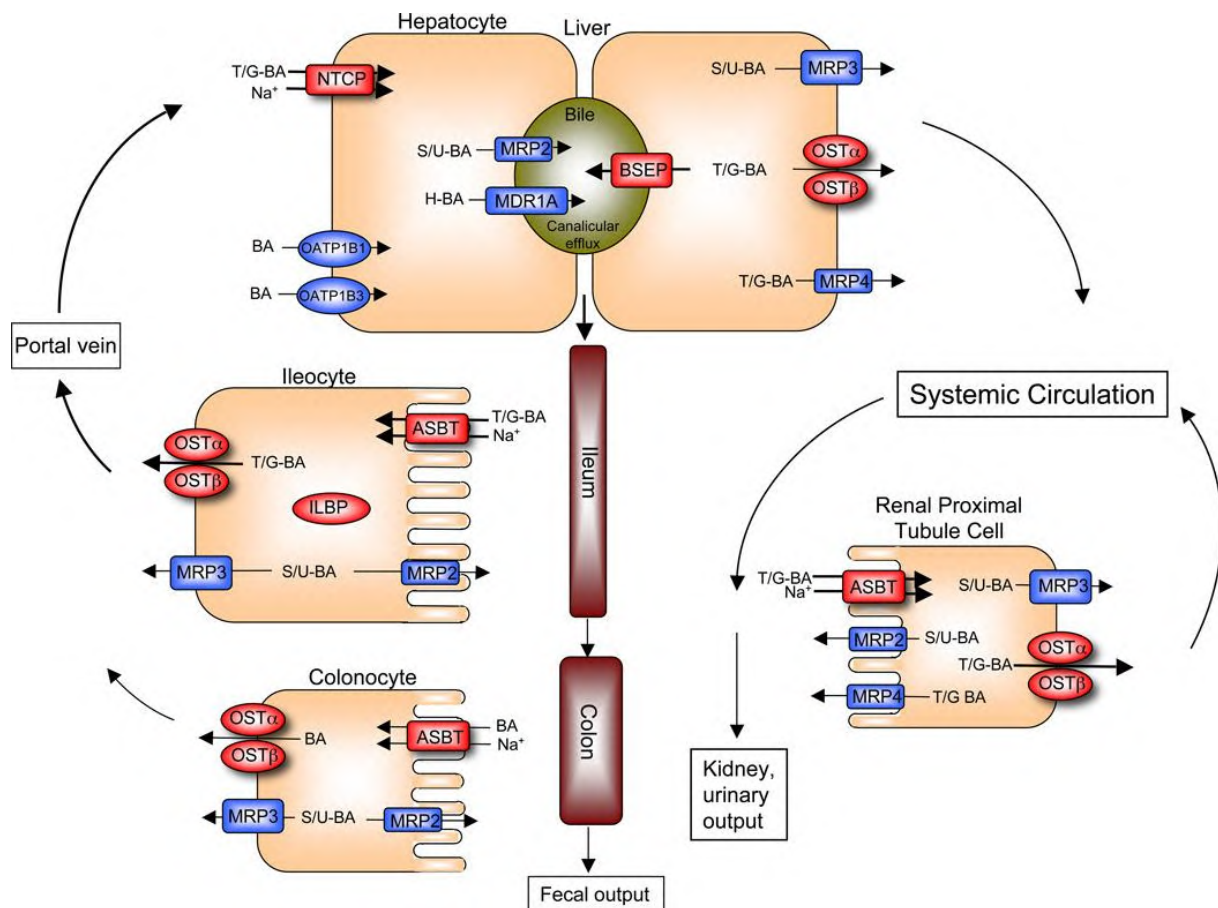 Hepatocyte
Liver
T/G-BA
Na⁺
NTCP
S/U-BA
MRP2
H-BA
MDR1A
BA
OATP1B1
BA
OATP1B3
Bile
Canalicular
efflux
BSEP
T/G-BA
S/U-BA
MRP3
OSTα
OSTβ
T/G-BA
MRP4
Portal vein
Ileocyte
OSTα
OSTβ
T/G-BA
ASBT
T/G-BA
Na⁺
ILBP
MRP3
S/U-BA
MRP2
Ileum
Colonocyte
OSTα
OSTβ
BA
ASBT
BA
Na⁺
MRP3
S/U-BA
MRP2
Colon
Fecal output
Systemic Circulation
Renal Proximal
Tubule Cell
T/G-BA
Na⁺
ASBT
S/U-BA
MRP3
MRP2
S/U-BA
T/G-BA
OSTα
OSTβ
MRP4
T/G BA
Kidney,
urinary
output